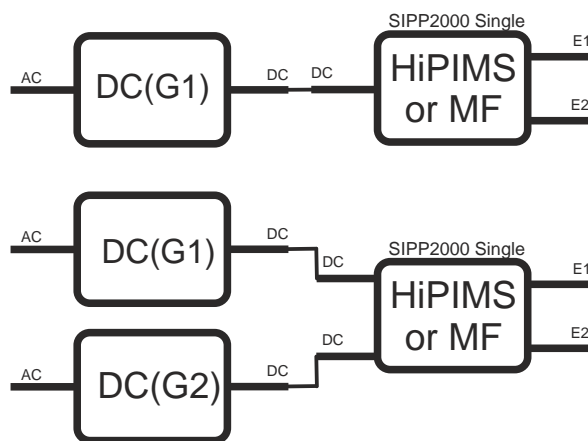 SIPP2000 Single
E1
AC
DC(G1)
DC
DC
HiPIMS
or MF
E2
AC
DC(G1)
DC
DC
SIPP2000 Single
E1
HiPIMS
or MF
E2
AC
DC(G2)
DC
DC